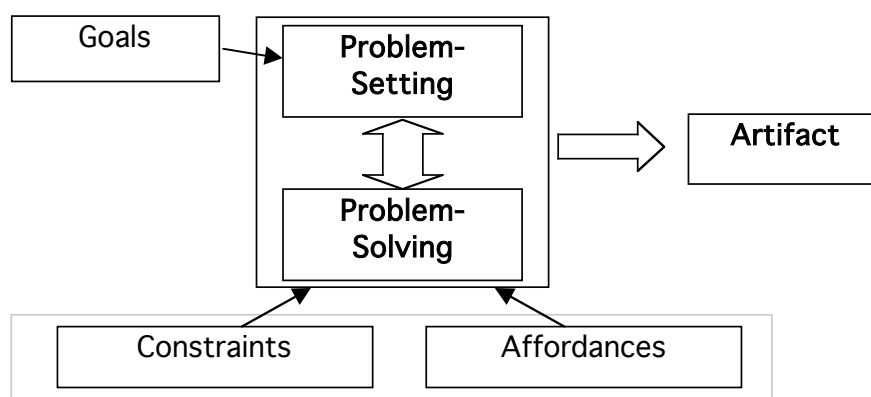 Goals
Problem-
Setting
Artifact
Problem-
Solving
Constraints
Affordances